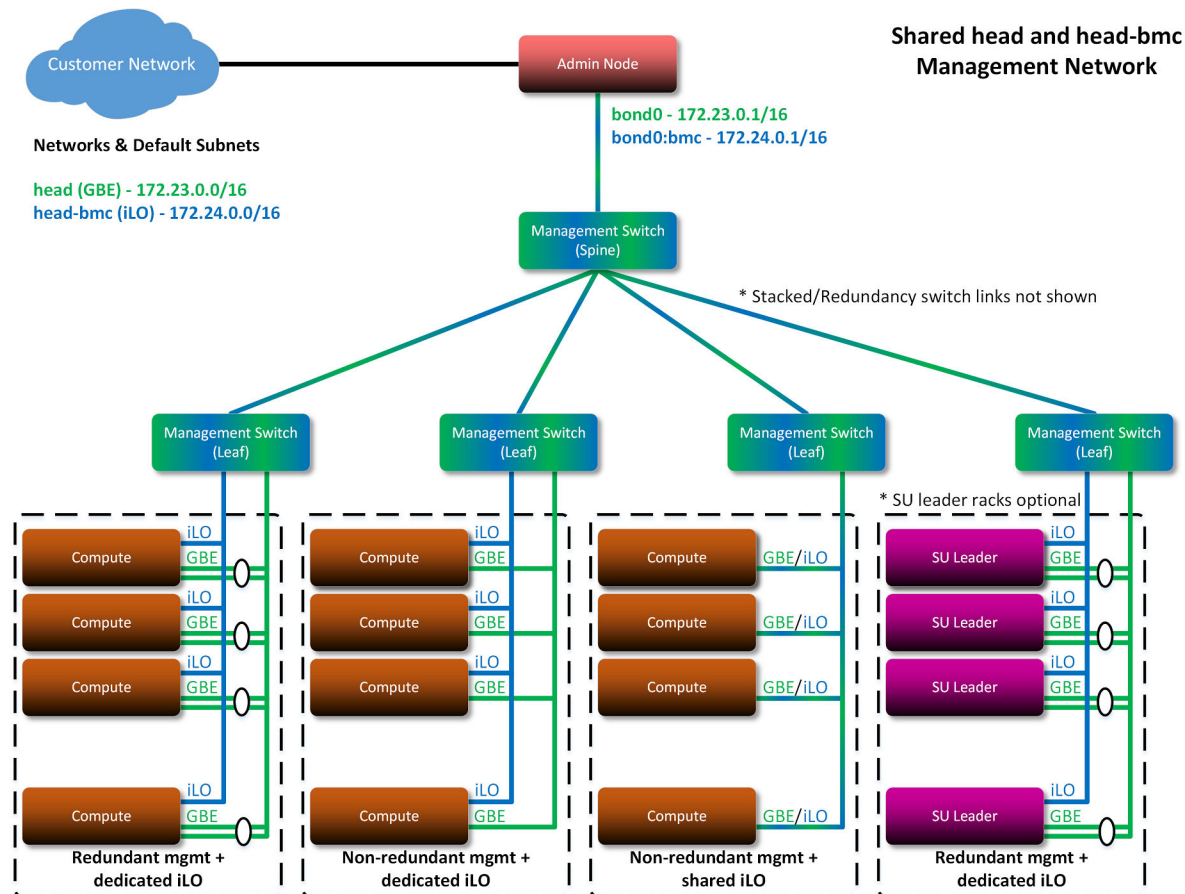 Shared head and head-bmc
Management Network
Customer Network
Admin Node
bond0 - 172.23.0.1/16
bond0:bmc - 172.24.0.1/16
Networks & Default Subnets
head (GBE) - 172.23.0.0/16
head-bmc (iLO) - 172.24.0.0/16
Management Switch
(Spine)
* Stacked/Redundancy switch links not shown
Management Switch
(Leaf)
Management Switch
(Leaf)
Management Switch
(Leaf)
Management Switch
(Leaf)
* SU leader racks optional
Compute
iLO
GBE
Compute
iLO
GBE
Compute
iLO
GBE
Compute
iLO
GBE
Redundant mgmt +
dedicated iLO
Compute
iLO
GBE
Compute
iLO
GBE
Compute
iLO
GBE
Compute
iLO
GBE
Non-redundant mgmt +
dedicated iLO
Compute
GBE/iLO
Compute
GBE/iLO
Compute
GBE/iLO
Compute
GBE/iLO
Non-redundant mgmt +
shared iLO
SU Leader
iLO
GBE
SU Leader
iLO
GBE
SU Leader
iLO
GBE
SU Leader
iLO
GBE
Redundant mgmt +
dedicated iLO